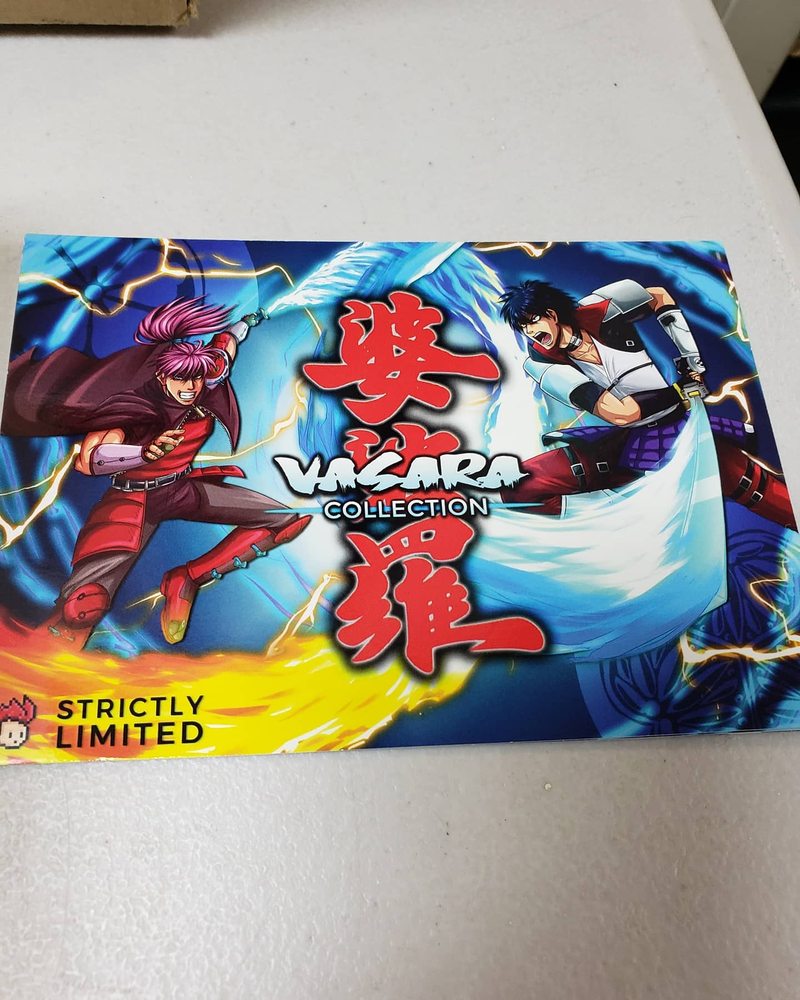 婆
VASARA
COLLECTION
羅
STRICTLY
LIMITED